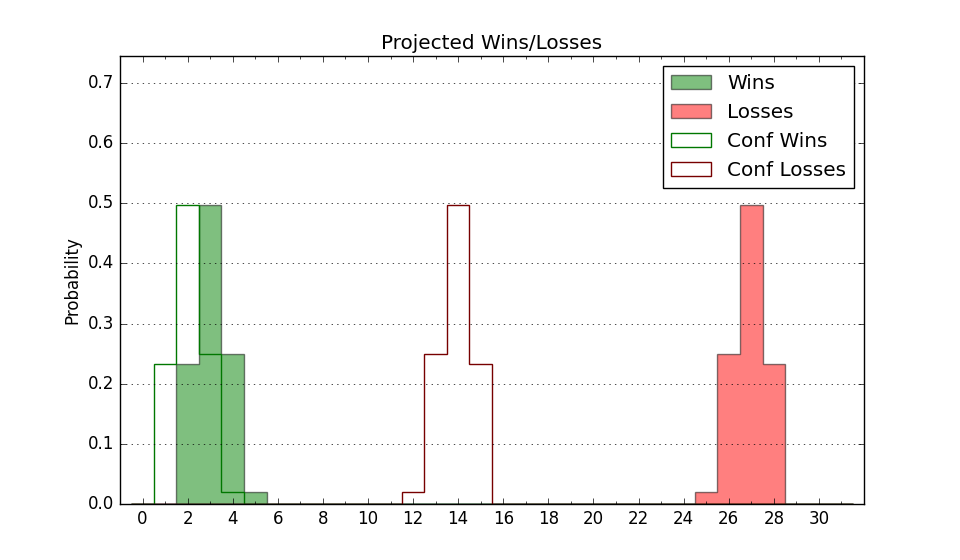 Projected Wins/Losses
Probability
0.7
0.6
0.5
0.4
0.3
0.2
0.1
0.0
Wins
Losses
Conf Wins
Conf Losses
0 2 4 6 8 10 12 14 16 18 20 22 24 26 28 30